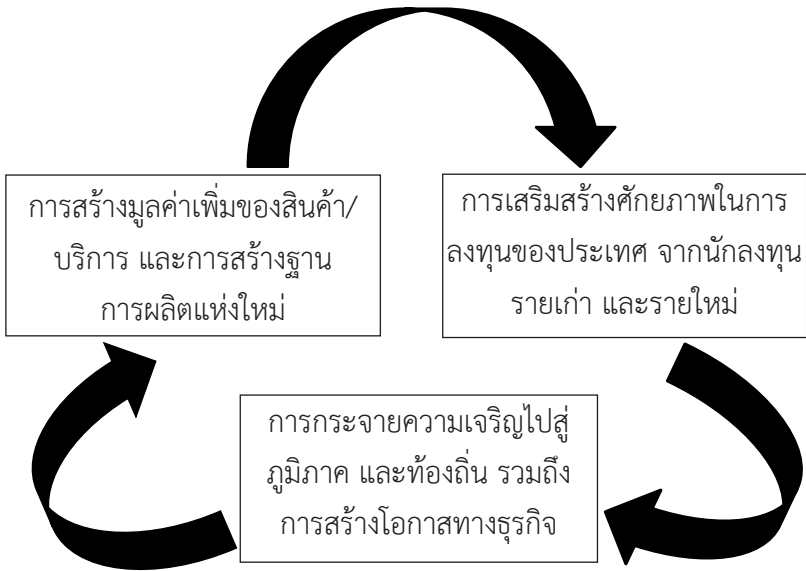 การสร้างมูลค่าเพิ่มของสินค้า/
บริการ และการสร้างฐาน
การผลิตแห่งใหม่
การเสริมสร้างศักยภาพในการ
ลงทุนของประเทศ จากนักลงทุน
รายเก่า และรายใหม่
การกระจายความเจริญไปสู่
ภูมิภาค และท้องถิ่น รวมถึง
การสร้างโอกาสทางธุรกิจ